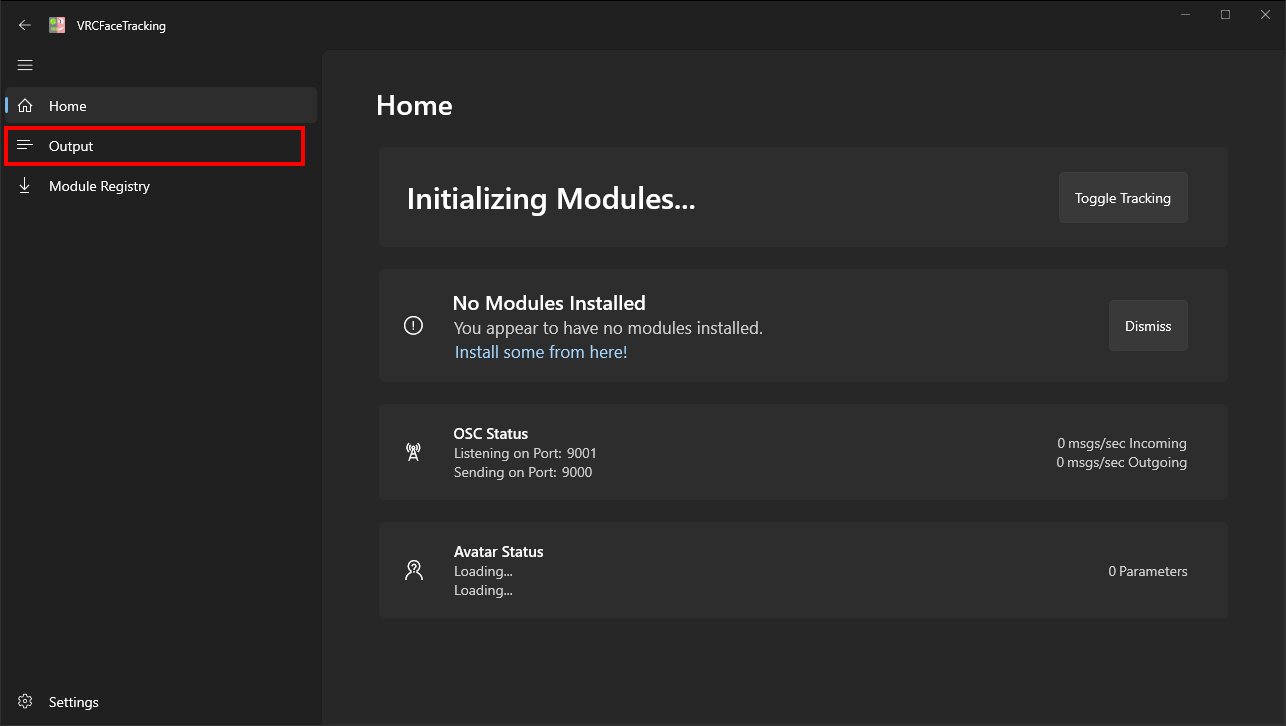 VRCFaceTracking
Home
Output
Module Registry
Settings
Home
Initializing Modules...
Toggle Tracking
No Modules Installed
You appear to have no modules installed.
Install some from here!
Dismiss
OSC Status
Listening on Port: 9001
Sending on Port: 9000
0 msgs/sec Incoming
0 msgs/sec Outgoing
Avatar Status
Loading...
Loading...
0 Parameters